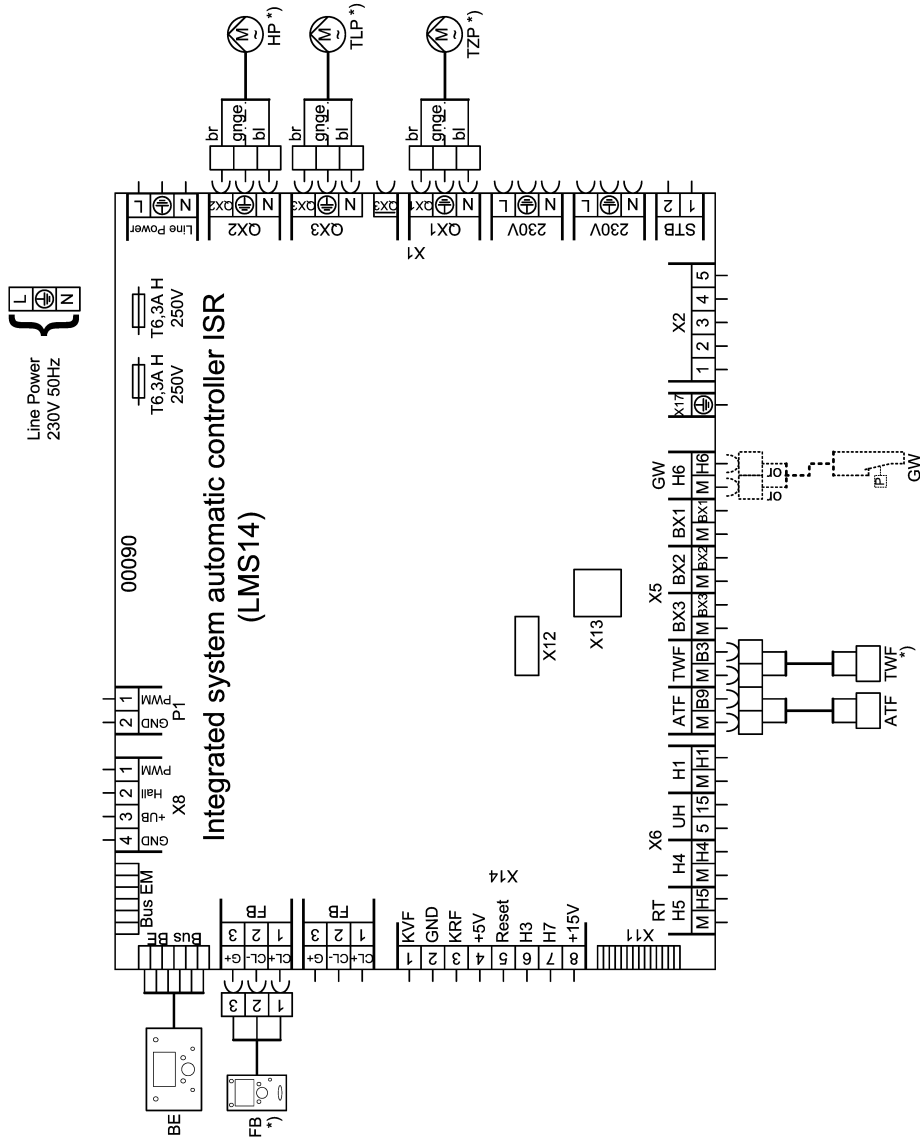 Line Power
230V 50Hz
L
N
HP *)
M
~
TLP *)
M
~
TZP *)
M
~
br
gnge
bl
br
gnge
bl
br
gnge
bl
Line Power
L
N
QX2
QX2
N
QX3
QX3
N
QX3
QX1
QX1
N
230V
L
N
230V
L
N
STB
2
1
X1
T6,3A H
250V
T6,3A H
250V
00090
Integrated system automatic controller ISR
(LMS14)
P1
1
PWM
2
GND
X8
1
PWM
2
Hall
3
+UB
4
GND
Bus EM
Bus BE
BE
FB
3
2
1
G+
CL-
CL+
3
2
1
FB
*)
FB
3
2
1
G+
CL-
CL+
X14
1
KVF
2
GND
3
KRF
4
+5V
5
Reset
6
H3
7
H7
8
+15V
X11
X12
X13
X2
5
4
3
2
1
X17
GW
H6
H6
M
or
or
P
GW
X5
BX1
BX1
M
BX2
BX2
M
BX3
BX3
M
TWF
B3
M
TWF
*)
ATF
B9
M
ATF
X6
H1
H1
M
UH
15
5
H4
H4
M
RT
H5
H5
M